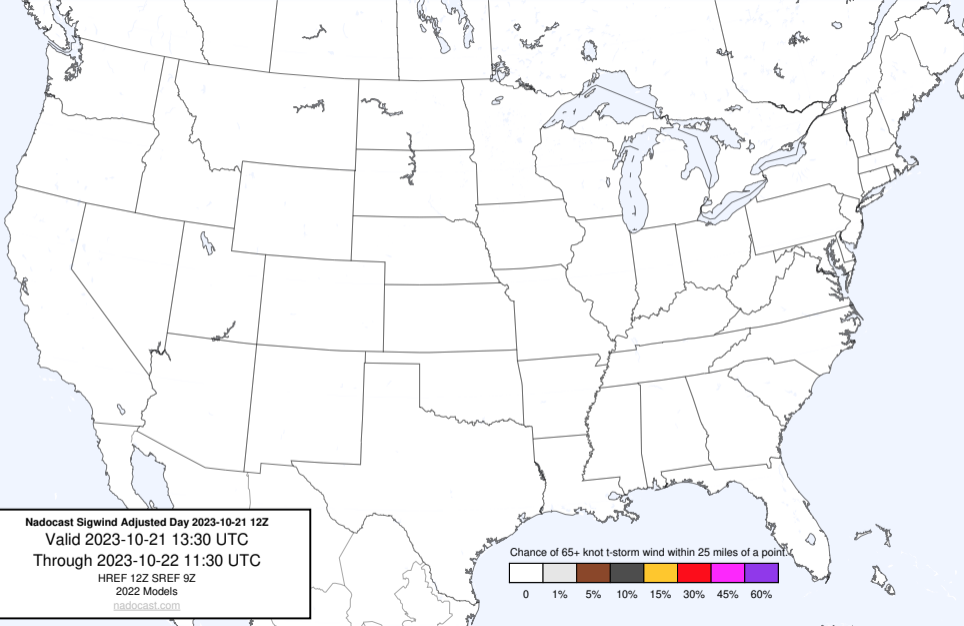 Nadocast Sigwind Adjusted Day 2023-10-21 12Z
Valid 2023-10-21 13:30 UTC
Through 2023-10-22 11:30 UTC
HREF 12Z SREF 9Z
2022 Models
nadocast.com
Chance of 65+ knot t-storm wind within 25 miles of a point.
0 1% 5% 10% 15% 30% 45% 60%